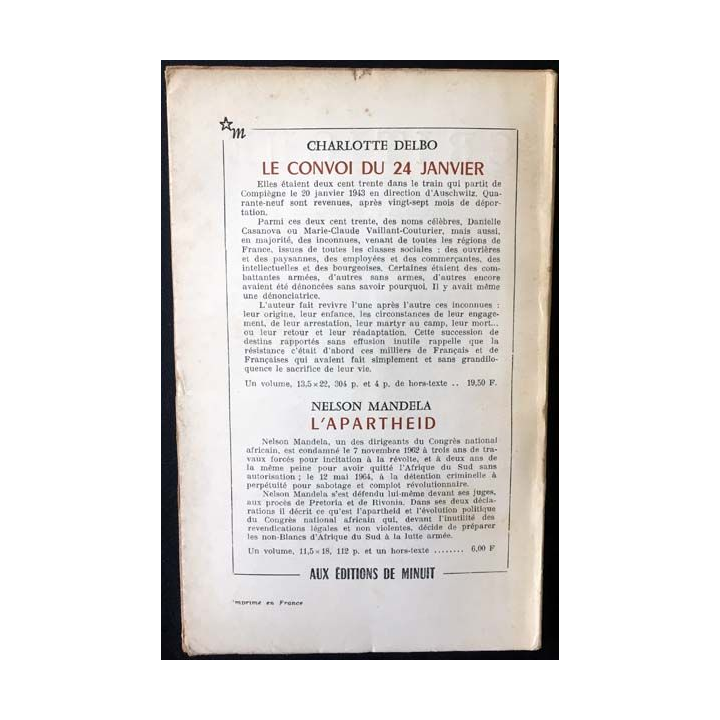 m
CHARLOTTE DELBO
LE CONVOI DU 24 JANVIER
Elles étaient deux cent trente dans le train qui partit de
Compiègne le 20 janvier 1943 en direction d'Auschwitz. Qua-
rante-neuf sont revenues, après vingt-sept mois de dépor-
tation.
Parmi ces deux cent trente, des noms célèbres, Danielle
Casanova ou Marie-Claude Vaillant-Couturier, mais aussi,
en majorité, des inconnues, venant de toutes les régions de
France, issues de toutes les classes sociales : des ouvrières
et des paysannes, des employées et des commerçantes, des
intellectuelles et des bourgeoises. Certaines étaient des com-
battantes armées, d'autres sans armes, d'autres encore
avaient été dénoncées sans savoir pourquoi. Il y avait même
une dénonciatrice.
L'auteur fait revivre l'une après l'autre ces inconnues :
leur origine, leur enfance, les circonstances de leur engage-
ment, de leur arrestation, leur martyr au camp, leur mort...
ou leur retour et leur réadaptation. Cette succession de
destins rapportés sans effusion inutile rappelle que la
résistance c'était d'abord ces milliers de Français et de
Françaises qui avaient fait simplement et sans grandilo-
quence le sacrifice de leur vie.
Un volume, 13,5 × 22, 304 p. et 4 p. de hors-texte .. 19,50 F.
NELSON MANDELA
L'APARTHEID
Nelson Mandela, un des dirigeants du Congrès national
africain, est condamné le 7 novembre 1962 à trois ans de tra-
vaux forcés pour incitation à la révolte, et à deux ans de
la même peine pour avoir quitté l'Afrique du Sud sans
autorisation ; le 12 mai 1964, à la détention criminelle à
perpétuité pour sabotage et complot révolutionnaire.
Nelson Mandela s'est défendu lui-même devant ses juges,
aux procès de Pretoria et de Rivonia. Dans ses deux décla-
rations il décrit ce qu'est l'apartheid et l'évolution politique
du Congrès national africain qui, devant l'inutilité des
revendications légales et non violentes, décide de préparer
les non-Blancs d'Afrique du Sud à la lutte armée.
Un volume, 11,5 × 18, 112 p. et un hors-texte ........ 6,00 F
AUX ÉDITIONS DE MINUIT
imprimé en France